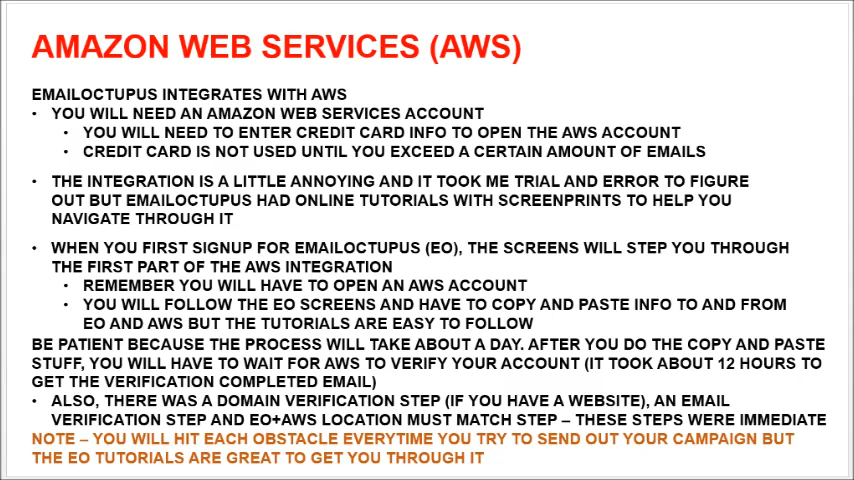 AMAZON WEB SERVICES (AWS)
EMAILOCTUPUS INTEGRATES WITH AWS
• YOU WILL NEED AN AMAZON WEB SERVICES ACCOUNT
• YOU WILL NEED TO ENTER CREDIT CARD INFO TO OPEN THE AWS ACCOUNT
• CREDIT CARD IS NOT USED UNTIL YOU EXCEED A CERTAIN AMOUNT OF EMAILS
• THE INTEGRATION IS A LITTLE ANNOYING AND IT TOOK ME TRIAL AND ERROR TO FIGURE
OUT BUT EMAILOCTUPUS HAD ONLINE TUTORIALS WITH SCREENPRINTS TO HELP YOU
NAVIGATE THROUGH IT
• WHEN YOU FIRST SIGNUP FOR EMAILOCTUPUS (EO), THE SCREENS WILL STEP YOU THROUGH
THE FIRST PART OF THE AWS INTEGRATION
• REMEMBER YOU WILL HAVE TO OPEN AN AWS ACCOUNT
• YOU WILL FOLLOW THE EO SCREENS AND HAVE TO COPY AND PASTE INFO TO AND FROM
EO AND AWS BUT THE TUTORIALS ARE EASY TO FOLLOW
BE PATIENT BECAUSE THE PROCESS WILL TAKE ABOUT A DAY. AFTER YOU DO THE COPY AND PASTE
STUFF, YOU WILL HAVE TO WAIT FOR AWS TO VERIFY YOUR ACCOUNT (IT TOOK ABOUT 12 HOURS TO
GET THE VERIFICATION COMPLETED EMAIL)
• ALSO, THERE WAS A DOMAIN VERIFICATION STEP (IF YOU HAVE A WEBSITE), AN EMAIL
VERIFICATION STEP AND EO+AWS LOCATION MUST MATCH STEP – THESE STEPS WERE IMMEDIATE
NOTE – YOU WILL HIT EACH OBSTACLE EVERYTIME YOU TRY TO SEND OUT YOUR CAMPAIGN BUT
THE EO TUTORIALS ARE GREAT TO GET YOU THROUGH IT